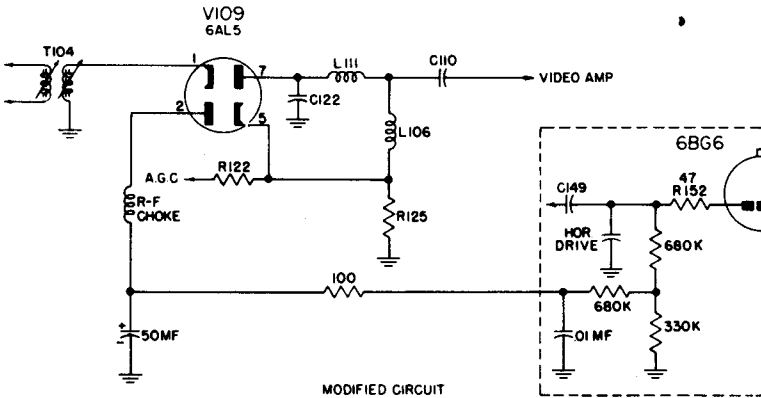 V109
6AL5
T104
1
7
2
5
L111
C110
VIDEO AMP
C122
L106
A.G.C
R122
R-F
CHOKE
R125
6BG6
C149
47
R152
HOR
DRIVE
680K
100
680K
330K
+
-
50MF
.01MF
MODIFIED CIRCUIT